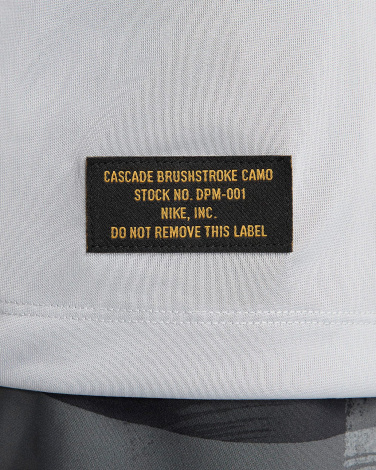 CASCADE BRUSHSTROKE CAMO
STOCK NO. DPM-001
NIKE, INC.
DO NOT REMOVE THIS LABEL